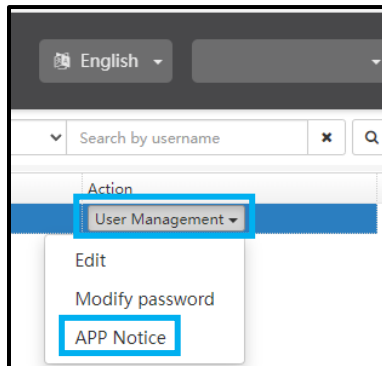 English
Search by username
Action
User Management
Edit
Modify password
APP Notice